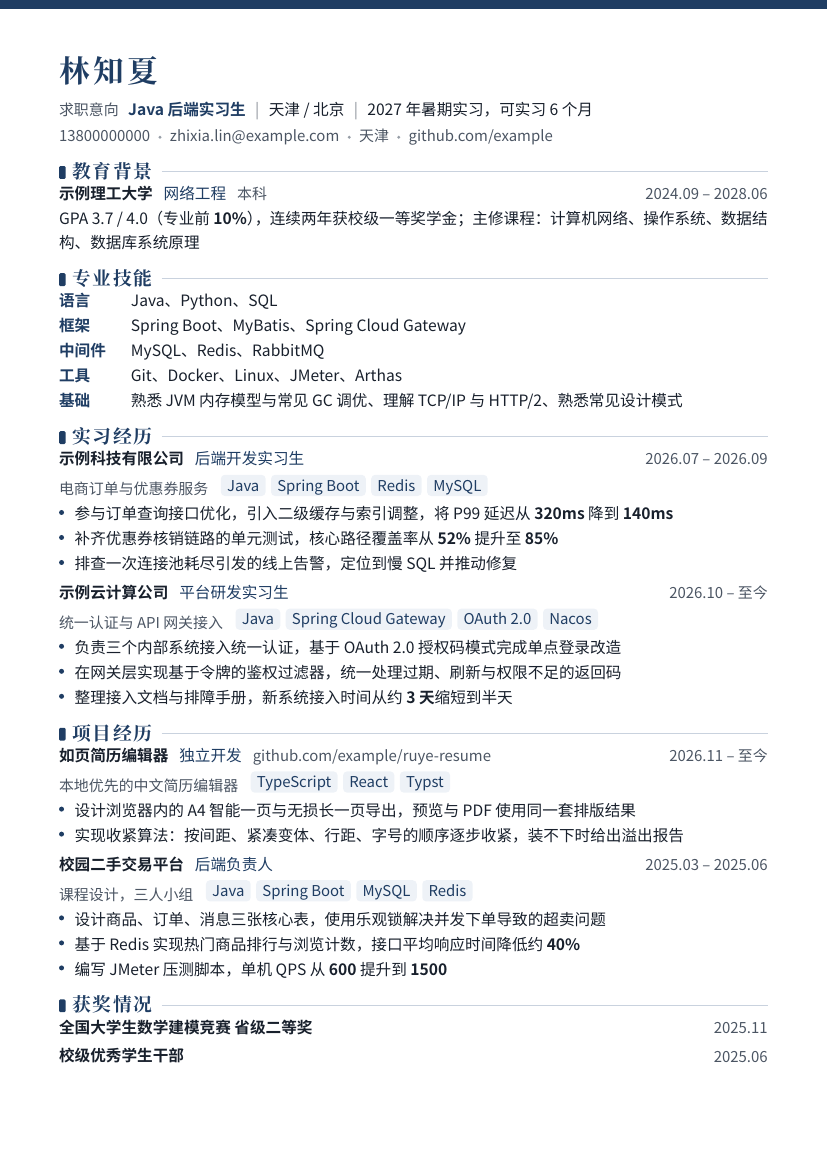 林知夏
求职意向 Java 后端实习生 | 天津 / 北京 | 2027 年暑期实习，可实习 6 个月
13800000000 · zhixia.lin@example.com · 天津 · github.com/example
教育背景
示例理工大学 网络工程 本科 2024.09 – 2028.06
GPA 3.7 / 4.0（专业前 10%），连续两年获校级一等奖学金；主修课程：计算机网络、操作系统、数据结
构、数据库系统原理
专业技能
语言 Java、Python、SQL
框架 Spring Boot、MyBatis、Spring Cloud Gateway
中间件 MySQL、Redis、RabbitMQ
工具 Git、Docker、Linux、JMeter、Arthas
基础 熟悉 JVM 内存模型与常见 GC 调优、理解 TCP/IP 与 HTTP/2、熟悉常见设计模式
实习经历
示例科技有限公司 后端开发实习生 2026.07 – 2026.09
电商订单与优惠券服务 Java Spring Boot Redis MySQL
• 参与订单查询接口优化，引入二级缓存与索引调整，将 P99 延迟从 320ms 降到 140ms
• 补齐优惠券核销链路的单元测试，核心路径覆盖率从 52% 提升至 85%
• 排查一次连接池耗尽引发的线上告警，定位到慢 SQL 并推动修复
示例云计算公司 平台研发实习生 2026.10 – 至今
统一认证与 API 网关接入 Java Spring Cloud Gateway OAuth 2.0 Nacos
• 负责三个内部系统接入统一认证，基于 OAuth 2.0 授权码模式完成单点登录改造
• 在网关层实现基于令牌的鉴权过滤器，统一处理过期、刷新与权限不足的返回码
• 整理接入文档与排障手册，新系统接入时间从约 3 天缩短到半天
项目经历
如页简历编辑器 独立开发 github.com/example/ruye-resume 2026.11 – 至今
本地优先的中文简历编辑器 TypeScript React Typst
• 设计浏览器内的 A4 智能一页与无损长一页导出，预览与 PDF 使用同一套排版结果
• 实现收紧算法：按间距、紧凑变体、行距、字号的顺序逐步收紧，装不下时给出溢出报告
校园二手交易平台 后端负责人 2025.03 – 2025.06
课程设计，三人小组 Java Spring Boot MySQL Redis
• 设计商品、订单、消息三张核心表，使用乐观锁解决并发下单导致的超卖问题
• 基于 Redis 实现热门商品排行与浏览计数，接口平均响应时间降低约 40%
• 编写 JMeter 压测脚本，单机 QPS 从 600 提升到 1500
获奖情况
全国大学生数学建模竞赛 省级二等奖 2025.11
校级优秀学生干部 2025.06